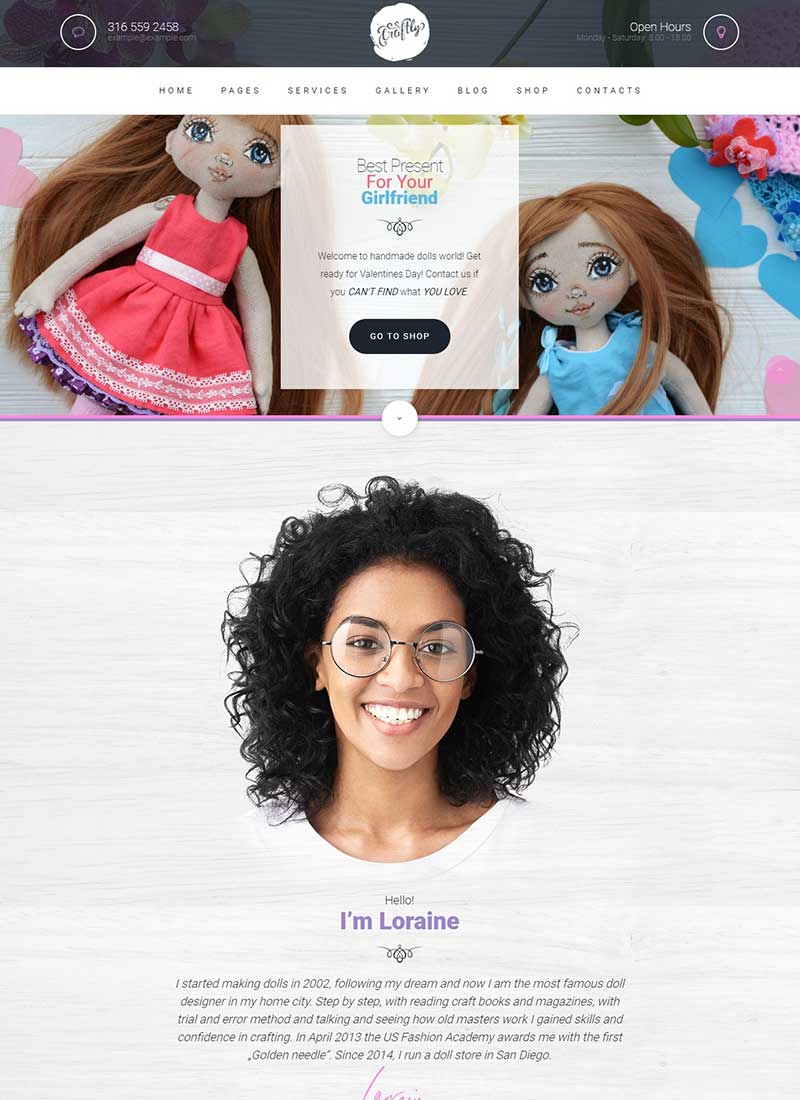 316 559 2458
example@example.com
Craftly
Open Hours
Monday - Saturday: 8:00 - 18:00
HOME PAGES SERVICES GALLERY BLOG SHOP CONTACTS
Best Present
For Your
Girlfriend
Welcome to handmade dolls world! Get
ready for Valentines Day! Contact us if
you CAN'T FIND what YOU LOVE.
GO TO SHOP
Hello!
I'm Loraine
I started making dolls in 2002, following my dream and now I am the most famous doll
designer in my home city. Step by step, with reading craft books and magazines, with
trial and error method and talking and seeing how old masters work I gained skills and
confidence in crafting. In April 2013 the US Fashion Academy awards me with the first
„Golden needle”. Since 2014, I run a doll store in San Diego.